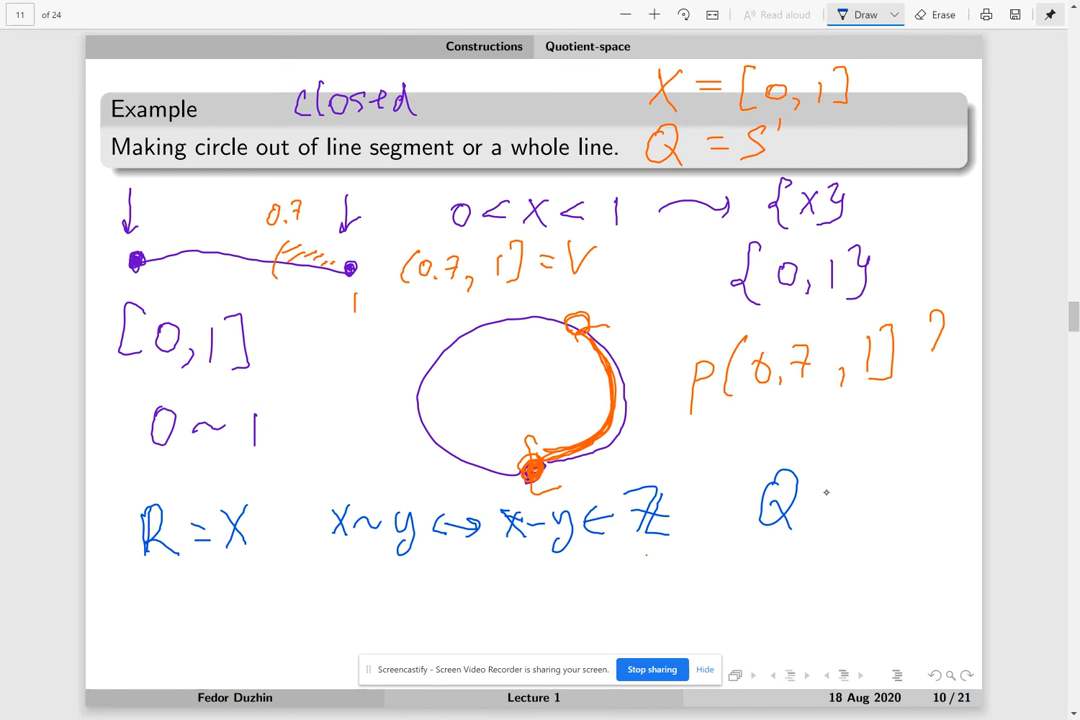 11 of 24
Read aloud
Draw
Erase
Constructions Quotient-space
Example
closed
X = [0, 1]
Making circle out of line segment or a whole line.
Q = S¹
0.7
0 < x < 1 → {x}
(0.7, 1] = V
{0, 1}
1
[0, 1]
p(0,7, 1] ?
0 ~ 1
R = X x ~ y ↔ x - y ∈ Z Q
Screencastify - Screen Video Recorder is sharing your screen. Stop sharing Hide
Fedor Duzhin Lecture 1 18 Aug 2020 10 / 21